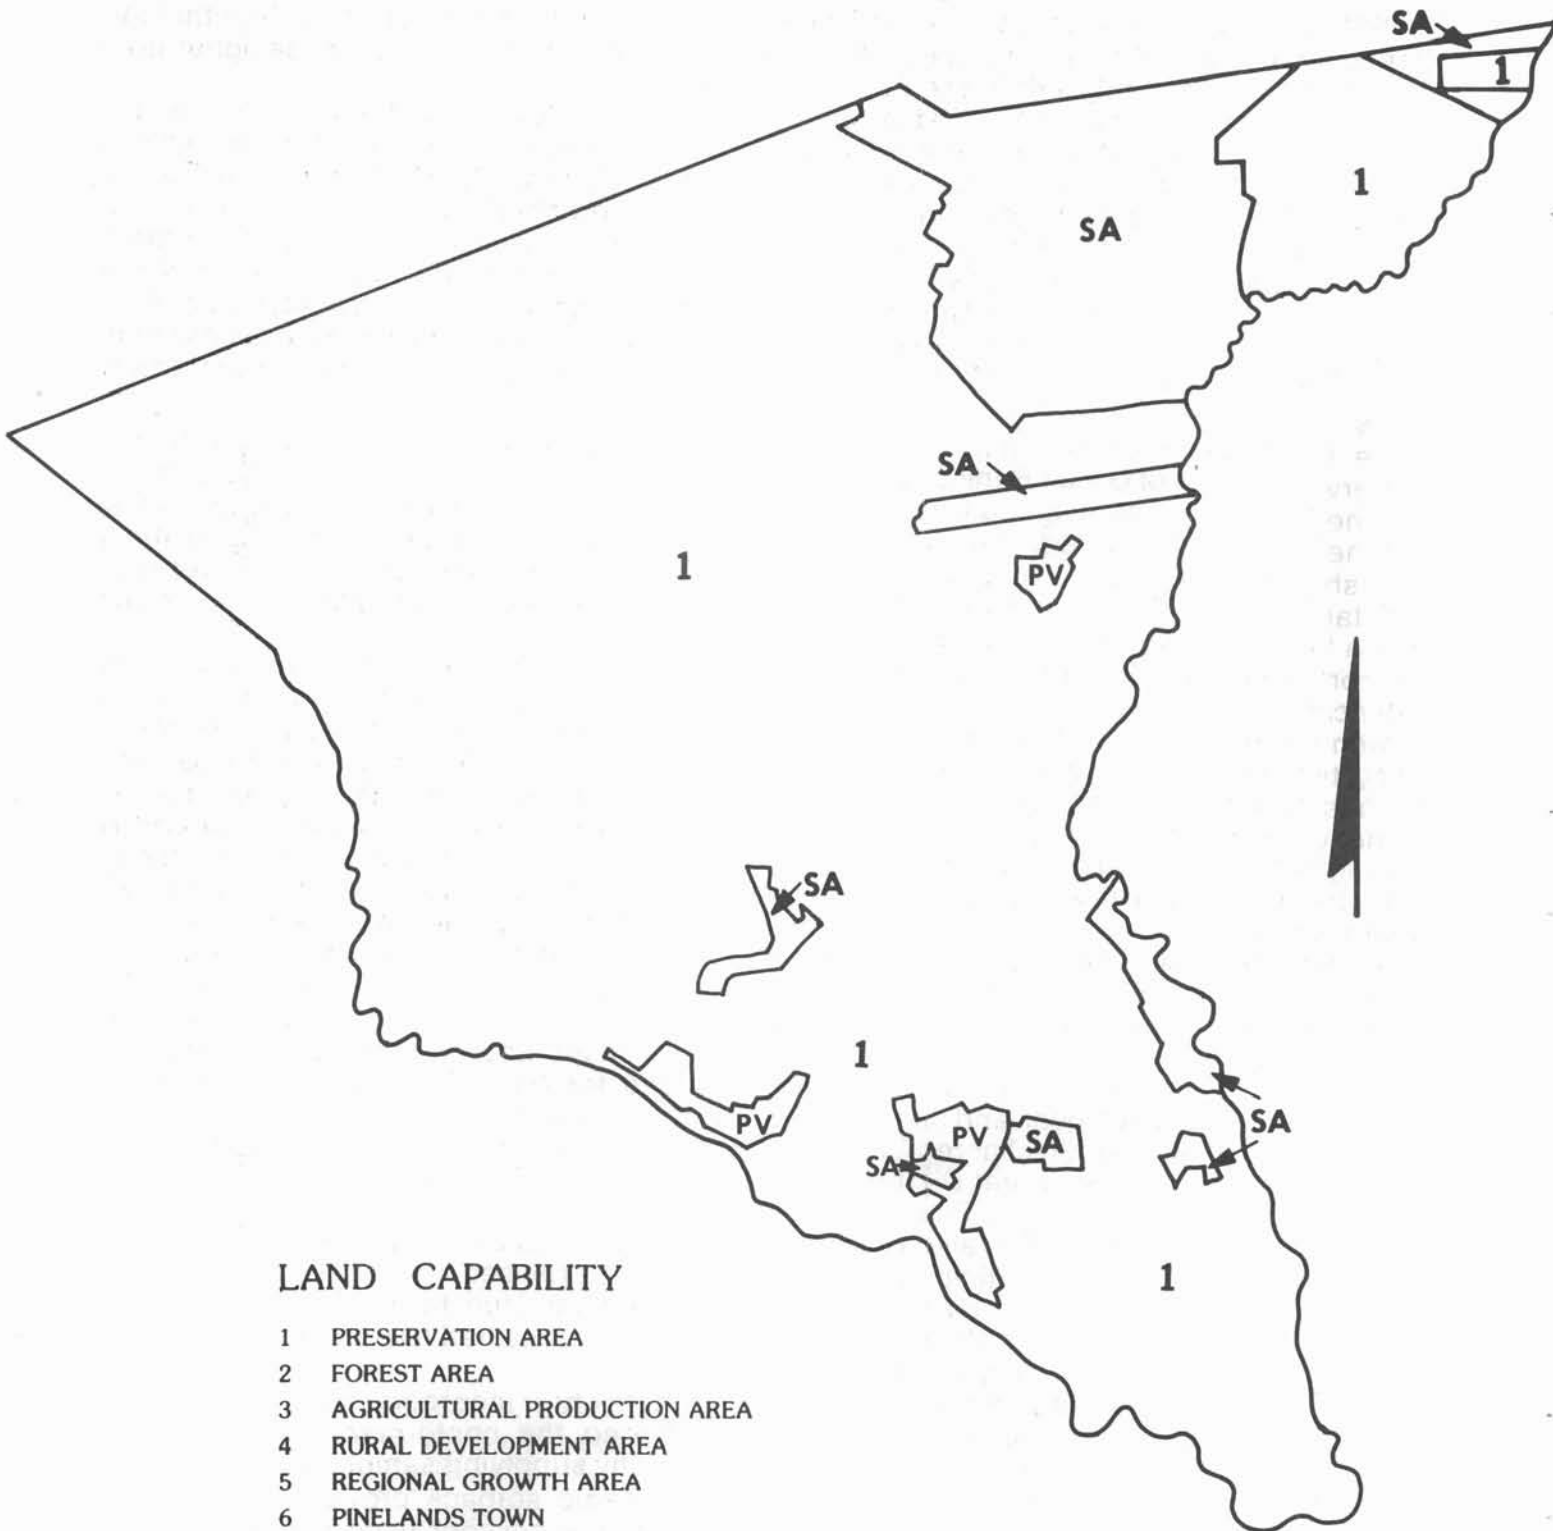 SA
1
1
SA
SA
1
PV
SA
1
PV
PV
SA
SA
SA
1
LAND CAPABILITY
1 PRESERVATION AREA
2 FOREST AREA
3 AGRICULTURAL PRODUCTION AREA
4 RURAL DEVELOPMENT AREA
5 REGIONAL GROWTH AREA
6 PINELANDS TOWN